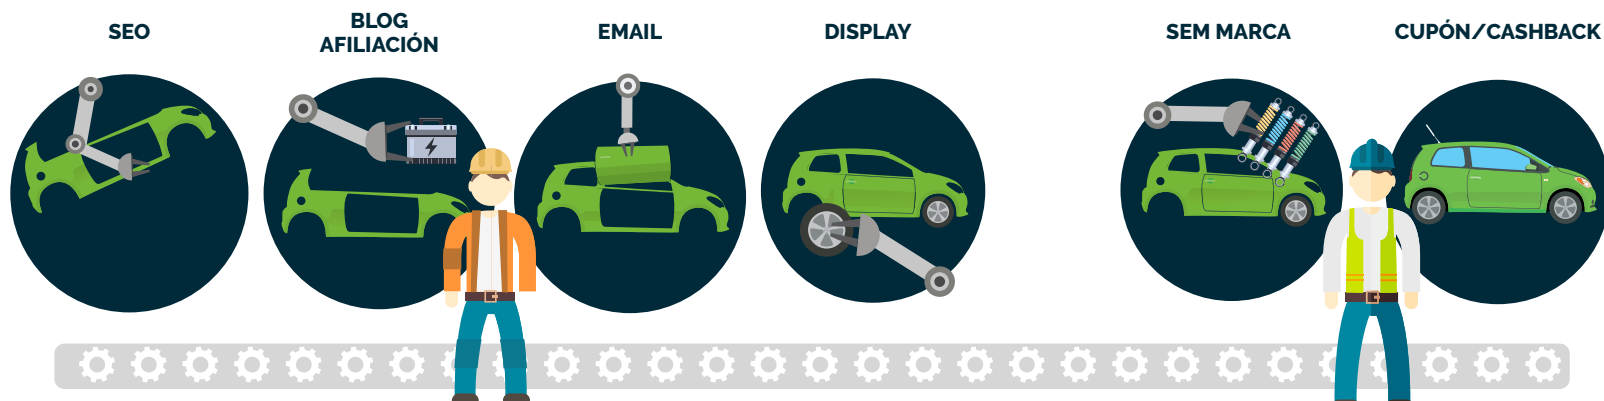 SEO
BLOG
AFILIACIÓN
EMAIL
DISPLAY
SEM MARCA
CUPÓN/CASHBACK